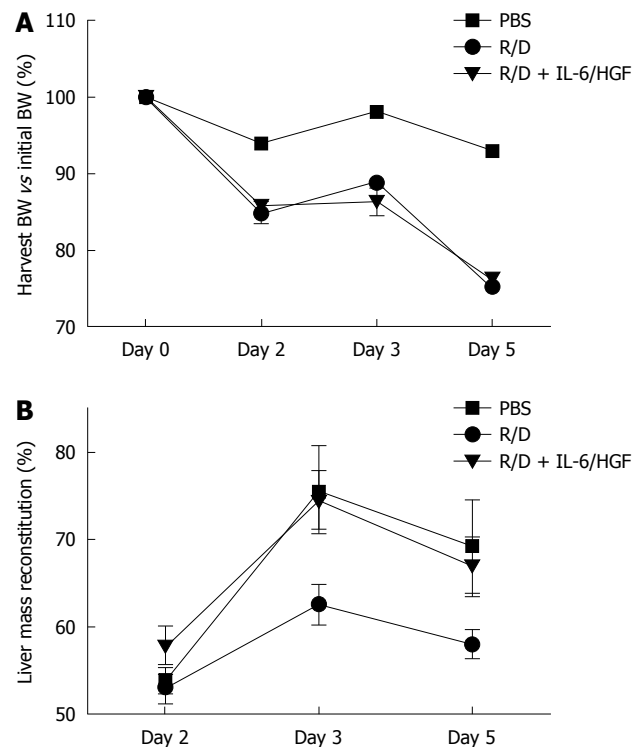 A
110
100
90
80
70
Harvest BW vs initial BW (%)
PBS
R/D
R/D + IL-6/HGF
Day 0
Day 2
Day 3
Day 5
B
80
70
60
50
Liver mass reconstitution (%)
PBS
R/D
R/D + IL-6/HGF
Day 2
Day 3
Day 5